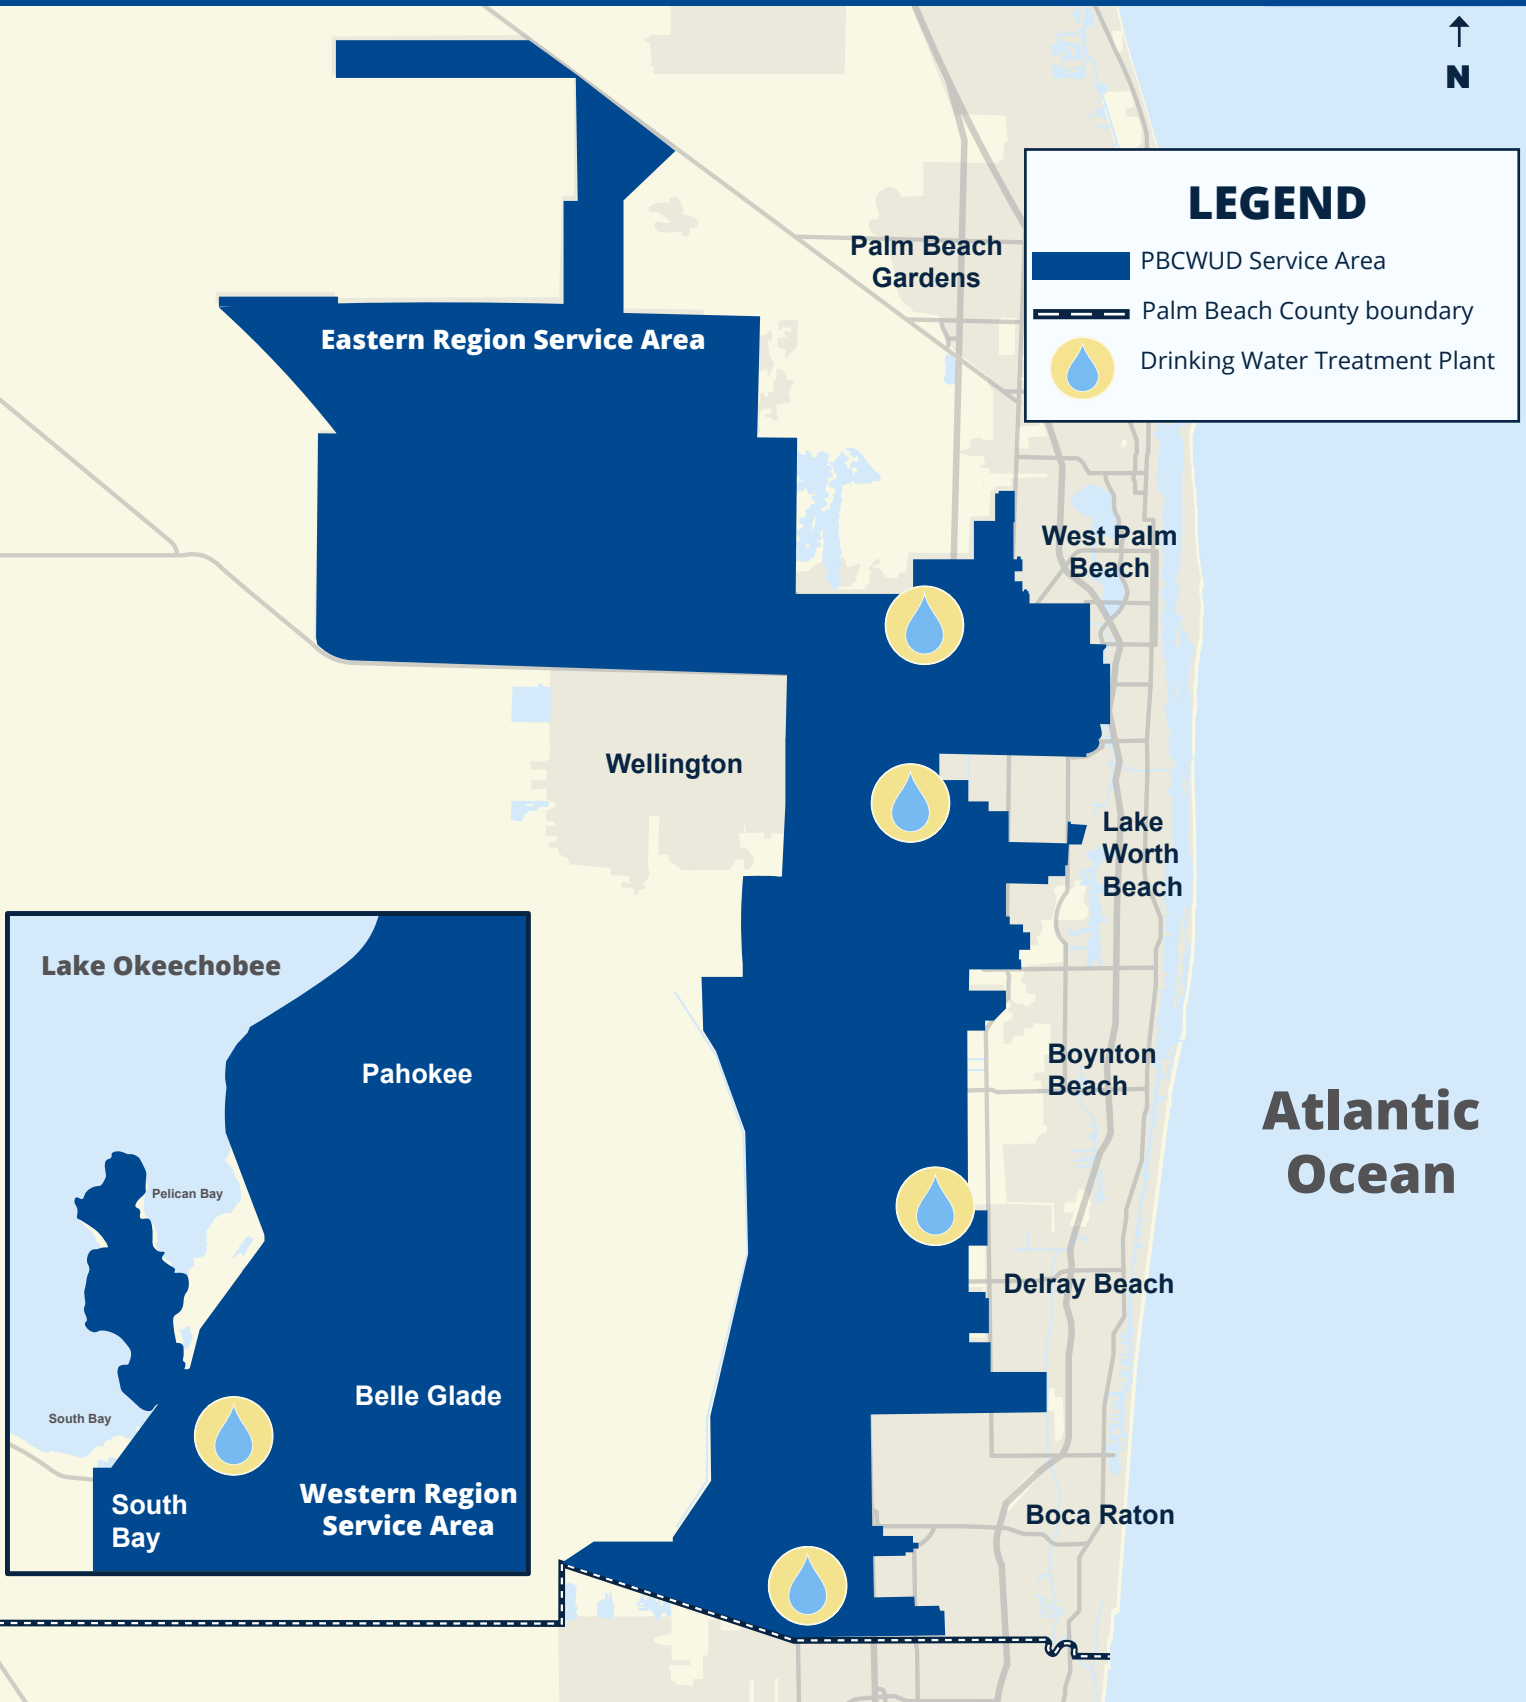 N
LEGEND
PBCWUD Service Area
Palm Beach County boundary
Drinking Water Treatment Plant
Palm Beach
Gardens
Eastern Region Service Area
West Palm
Beach
Wellington
Lake
Worth
Beach
Lake Okeechobee
Pahokee
Boynton
Beach
Atlantic
Ocean
Pelican Bay
Delray Beach
Belle Glade
South Bay
Western Region
Service Area
South
Bay
Boca Raton